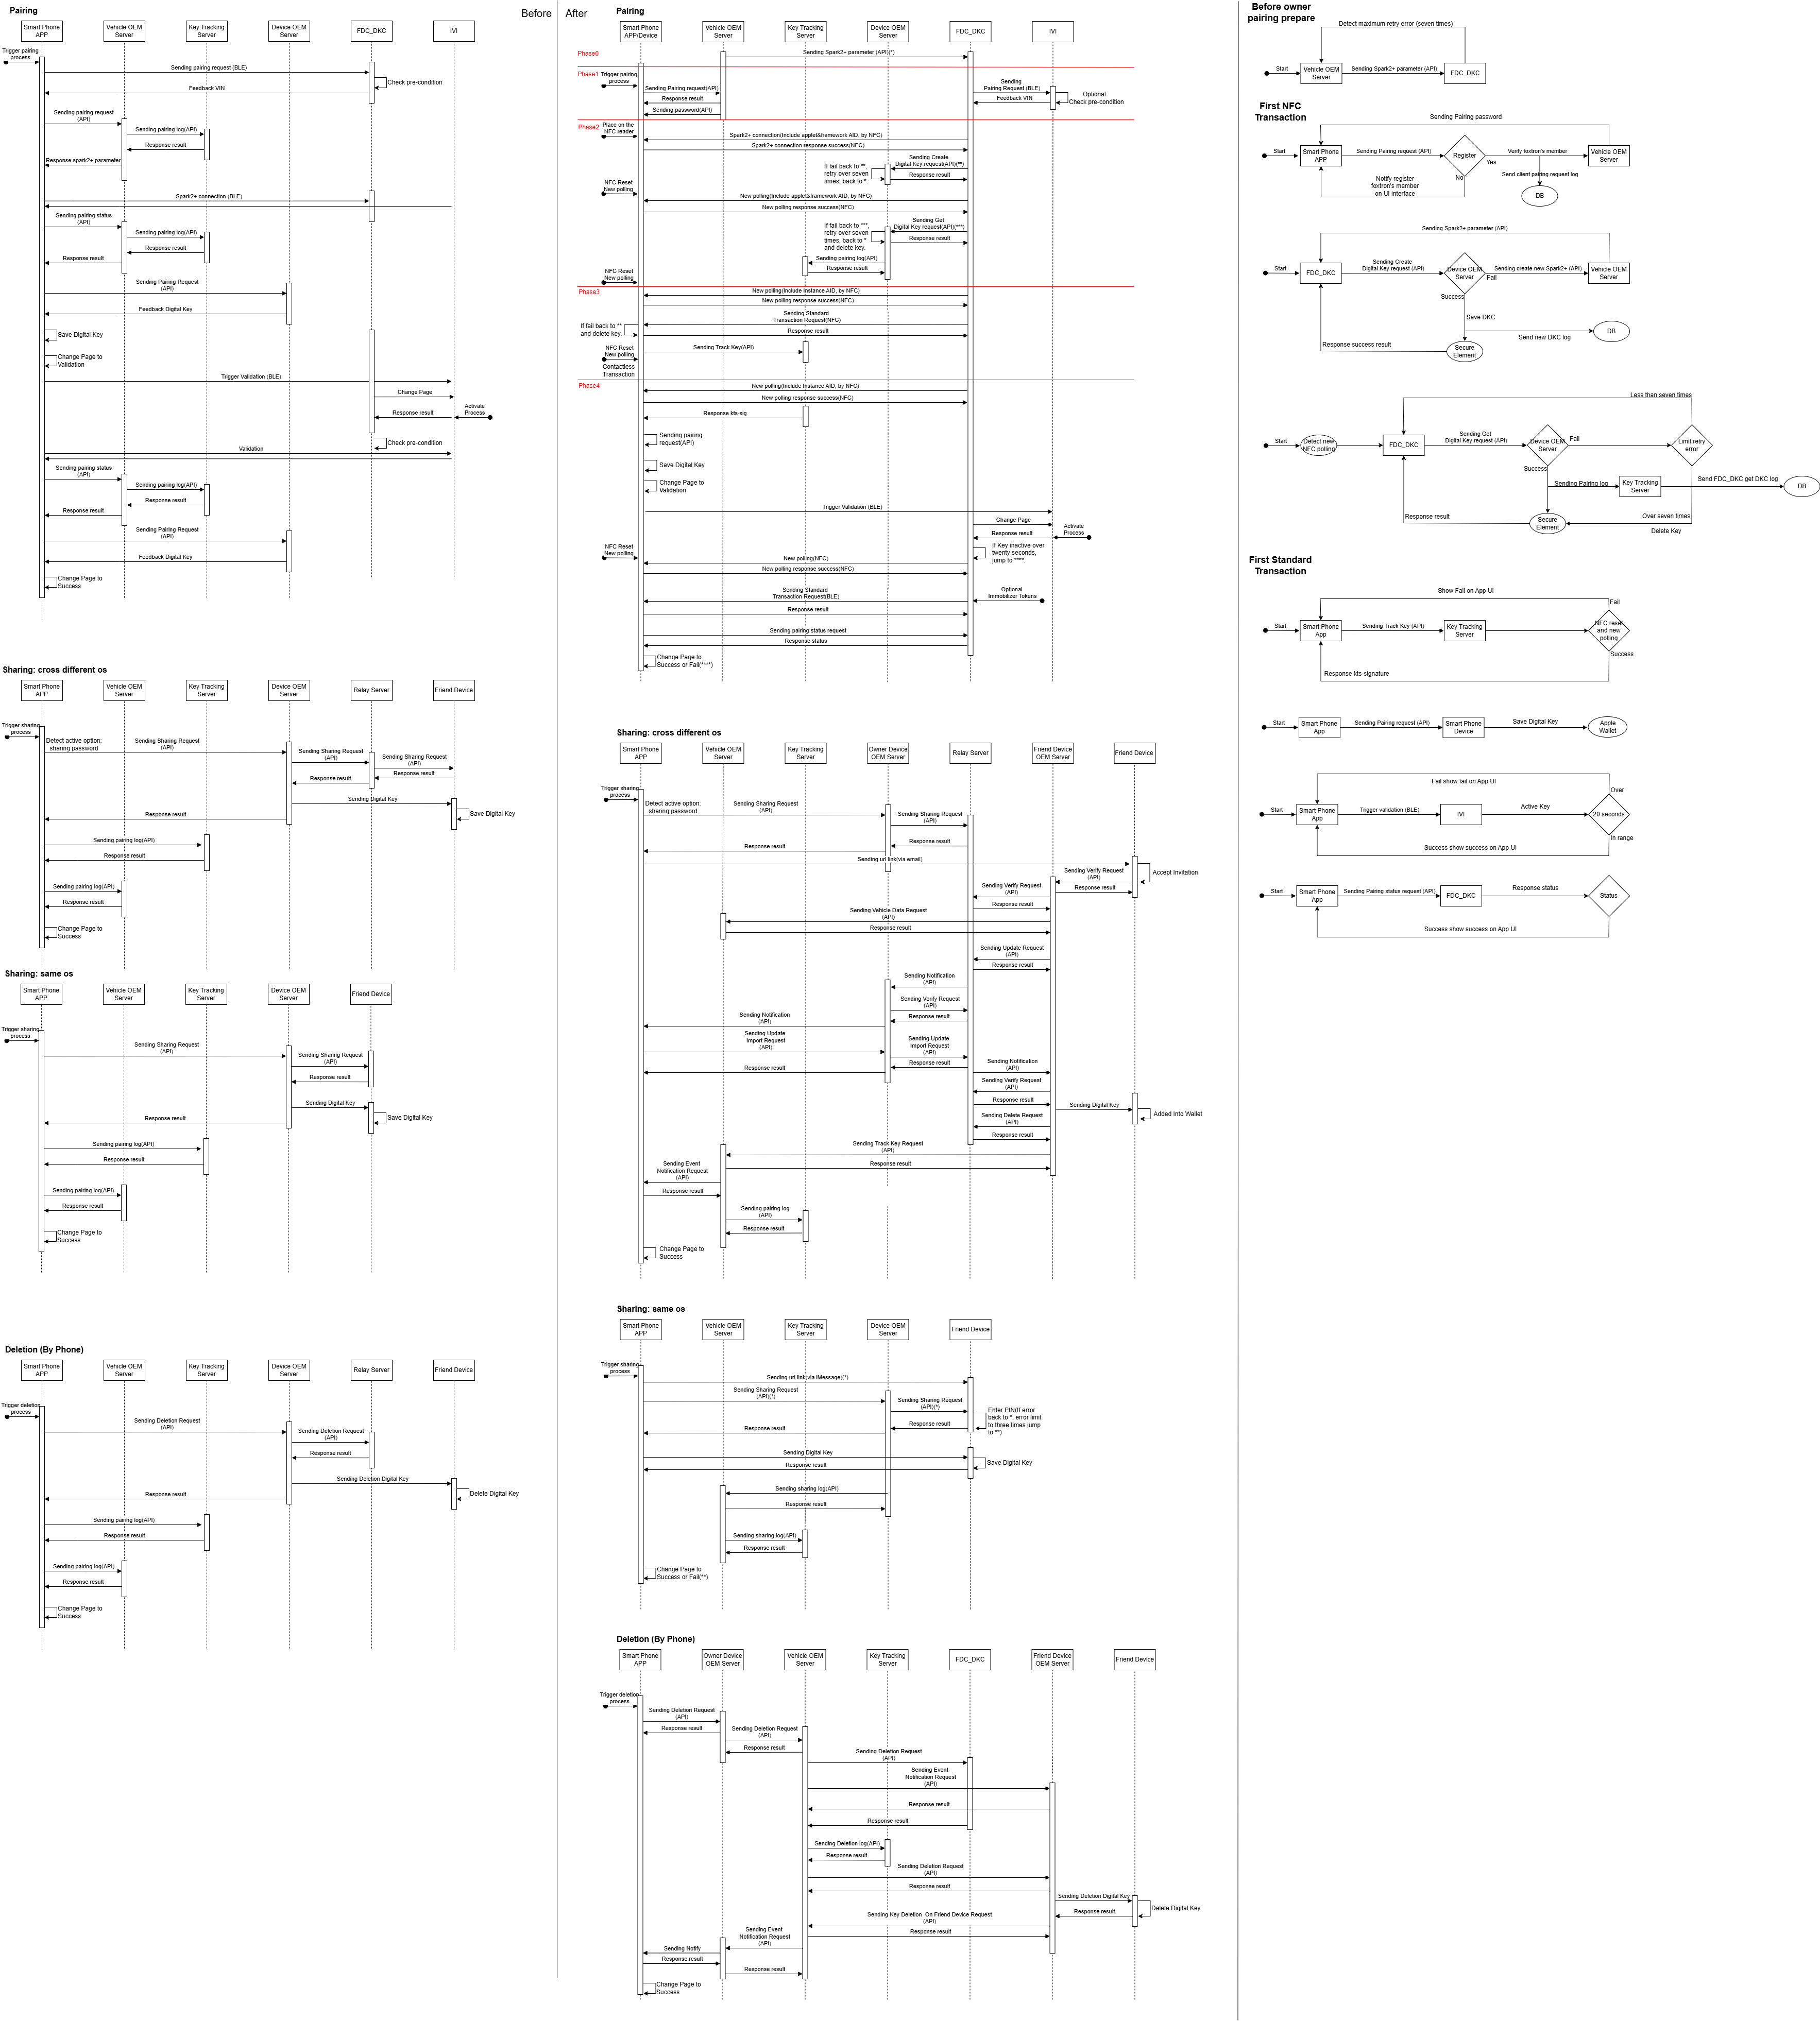 Pairing
Before
Smart Phone
APP
Vehicle OEM
Server
Key Tracking
Server
Device OEM
Server
FDC_DKC
IVI
Trigger pairing
process
Sending pairing request (BLE)
Check pre-condition
Feedback VIN
Sending pairing request
(API)
Sending pairing log(API)
Response result
Response spark2+ parameter
Spark2+ connection (BLE)
Sending pairing status
(API)
Sending pairing log(API)
Response result
Response result
Sending Pairing Request
(API)
Feedback Digital Key
Save Digital Key
Change Page to
Validation
Trigger Validation (BLE)
Change Page
Activate
Process
Response result
Check pre-condition
Validation
Sending pairing status
(API)
Sending pairing log(API)
Response result
Response result
Sending Pairing Request
(API)
Feedback Digital Key
Change Page to
Success
Sharing: cross different os
Smart Phone
APP
Vehicle OEM
Server
Key Tracking
Server
Device OEM
Server
Relay Server
Friend Device
Trigger sharing
process
Detect active option:
sharing password
Sending Sharing Request
(API)
Sending Sharing Request
(API)
Sending Sharing Request
(API)
Response result
Response result
Sending Digital Key
Save Digital Key
Response result
Sending pairing log(API)
Response result
Sending pairing log(API)
Response result
Change Page to
Success
Sharing: same os
Smart Phone
APP
Vehicle OEM
Server
Key Tracking
Server
Device OEM
Server
Friend Device
Trigger sharing
process
Sending Sharing Request
(API)
Sending Sharing Request
(API)
Response result
Sending Digital Key
Save Digital Key
Response result
Sending pairing log(API)
Response result
Sending pairing log(API)
Response result
Change Page to
Success
Deletion (By Phone)
Smart Phone
APP
Vehicle OEM
Server
Key Tracking
Server
Device OEM
Server
Relay Server
Friend Device
Trigger deletion
process
Sending Deletion Request
(API)
Sending Deletion Request
(API)
Response result
Sending Deletion Digital Key
Delete Digital Key
Response result
Sending pairing log(API)
Response result
Sending pairing log(API)
Response result
Change Page to
Success
After
Pairing
Smart Phone
APP/Device
Vehicle OEM
Server
Key Tracking
Server
Device OEM
Server
FDC_DKC
IVI
Phase0
Sending Spark2+ parameter (API)(*)
Phase1
Trigger pairing
process
Sending Pairing request(API)
Response result
Sending password(API)
Sending
Pairing Request (BLE)
Feedback VIN
Optional
Check pre-condition
Phase2
Place on the
NFC reader
Spark2+ connection(Include applet&framework AID, by NFC)
Spark2+ connection response success(NFC)
If fail back to **,
retry over seven
times, back to *.
Sending Create
Digital Key request(API)(**)
Response result
NFC Reset
New polling
New polling(Include applet&framework AID, by NFC)
New polling response success(NFC)
If fail back to ***,
retry over seven
times, back to *
and delete key.
Sending Get
Digital Key request(API)(***)
Response result
Sending pairing log(API)
Response result
NFC Reset
New polling
Phase3
New polling(Include Instance AID, by NFC)
New polling response success(NFC)
Sending Standard
Transaction Request(NFC)
If fail back to **
and delete key.
Response result
Sending Track Key(API)
NFC Reset
New polling
Contactless
Transaction
Phase4
New polling(Include Instance AID, by NFC)
New polling response success(NFC)
Response kts-sig
Sending pairing
request(API)
Save Digital Key
Change Page to
Validation
Trigger Validation (BLE)
Change Page
Activate
Process
Response result
If Key inactive over
twenty seconds,
jump to ****.
NFC Reset
New polling
New polling(NFC)
New polling response success(NFC)
Sending Standard
Transaction Request(BLE)
Optional
Immobilizer Tokens
Response result
Sending pairing status request
Response status
Change Page to
Success or Fail(****)
Sharing: cross different os
Smart Phone
APP
Vehicle OEM
Server
Key Tracking
Server
Owner Device
OEM Server
Relay Server
Friend Device
OEM Server
Friend Device
Trigger sharing
process
Detect active option:
sharing password
Sending Sharing Request
(API)
Sending Sharing Request
(API)
Response result
Response result
Sending url link(via email)
Accept Invitation
Sending Verify Request
(API)
Response result
Sending Verify Request
(API)
Response result
Sending Vehicle Data Request
(API)
Response result
Sending Update Request
(API)
Response result
Sending Notification
(API)
Sending Verify Request
(API)
Response result
Sending Notification
(API)
Sending Update
Import Request
(API)
Sending Update
Import Request
(API)
Response result
Response result
Sending Notification
(API)
Sending Verify Request
(API)
Response result
Sending Digital Key
Added Into Wallet
Sending Delete Request
(API)
Response result
Sending Track Key Request
(API)
Response result
Sending Event
Notification Request
(API)
Response result
Sending pairing log
(API)
Response result
Change Page to
Success
Sharing: same os
Smart Phone
APP
Vehicle OEM
Server
Key Tracking
Server
Device OEM
Server
Friend Device
Trigger sharing
process
Sending url link(via iMessage)(*)
Sending Sharing Request
(API)(*)
Sending Sharing Request
(API)(*)
Enter PIN(If error
back to *, error limit
to three times jump
to **)
Response result
Response result
Sending Digital Key
Save Digital Key
Response result
Sending sharing log(API)
Response result
Sending sharing log(API)
Response result
Change Page to
Success or Fail(**)
Deletion (By Phone)
Smart Phone
APP
Owner Device
OEM Server
Vehicle OEM
Server
Key Tracking
Server
FDC_DKC
Friend Device
OEM Server
Friend Device
Trigger deletion
process
Sending Deletion Request
(API)
Response result
Sending Deletion Request
(API)
Response result
Sending Deletion Request
(API)
Sending Event
Notification Request
(API)
Response result
Response result
Sending Deletion log(API)
Response result
Sending Deletion Request
(API)
Response result
Sending Deletion Digital Key
Response result
Delete Digital Key
Sending Key Deletion On Friend Device Request
(API)
Response result
Sending Event
Notification Request
(API)
Sending Notify
Response result
Response result
Change Page to
Success
Before owner
pairing prepare
Detect maximum retry error (seven times)
Start
Vehicle OEM
Server
Sending Spark2+ parameter (API)
FDC_DKC
First NFC
Transaction
Sending Pairing password
Start
Smart Phone
APP
Sending Pairing request (API)
Register
Yes
No
Verify foxtron's member
Vehicle OEM
Server
Send client pairing request log
DB
Notify register
foxtron's member
on UI interface
Sending Spark2+ parameter (API)
Start
FDC_DKC
Sending Create
Digital Key request (API)
Device OEM
Server
Fail
Sending create new Spark2+ (API)
Vehicle OEM
Server
Success
Save DKC
DB
Send new DKC log
Response success result
Secure
Element
Less than seven times
Start
Detect new
NFC polling
FDC_DKC
Sending Get
Digital Key request (API)
Device OEM
Server
Fail
Limit retry
error
Success
Sending Pairing log
Key Tracking
Server
Send FDC_DKC get DKC log
DB
Response result
Secure
Element
Over seven times
Delete Key
First Standard
Transaction
Show Fail on App UI
Fail
Start
Smart Phone
App
Sending Track Key (API)
Key Tracking
Server
NFC reset
and new
polling
Success
Response kts-signature
Start
Smart Phone
App
Sending Pairing request (API)
Smart Phone
Device
Save Digital Key
Apple
Wallet
Fail show fail on App UI
Over
Start
Smart Phone
App
Trigger validation (BLE)
IVI
Active Key
20 seconds
In range
Success show success on App UI
Start
Smart Phone
App
Sending Pairing status request (API)
FDC_DKC
Response status
Status
Success show success on App UI